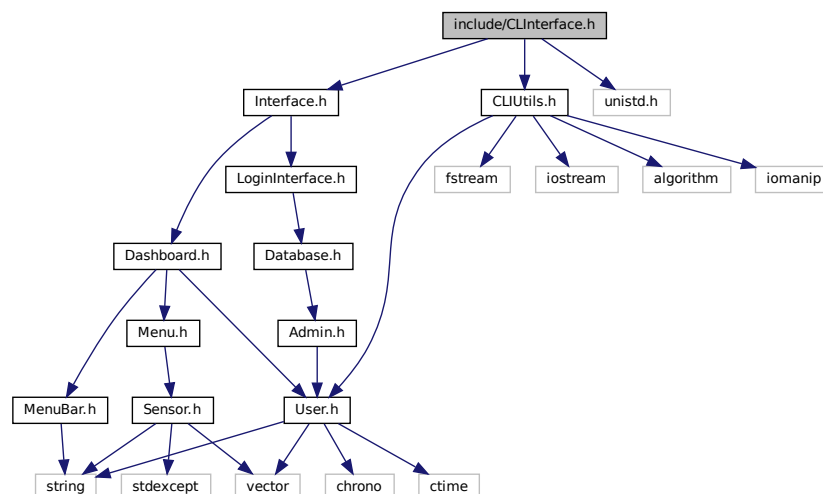 include/CLInterface.h
Interface.h
CLIUtils.h
unistd.h
LoginInterface.h
fstream
iostream
algorithm
iomanip
Dashboard.h
Database.h
Menu.h
Admin.h
MenuBar.h
Sensor.h
User.h
string
stdexcept
vector
chrono
ctime